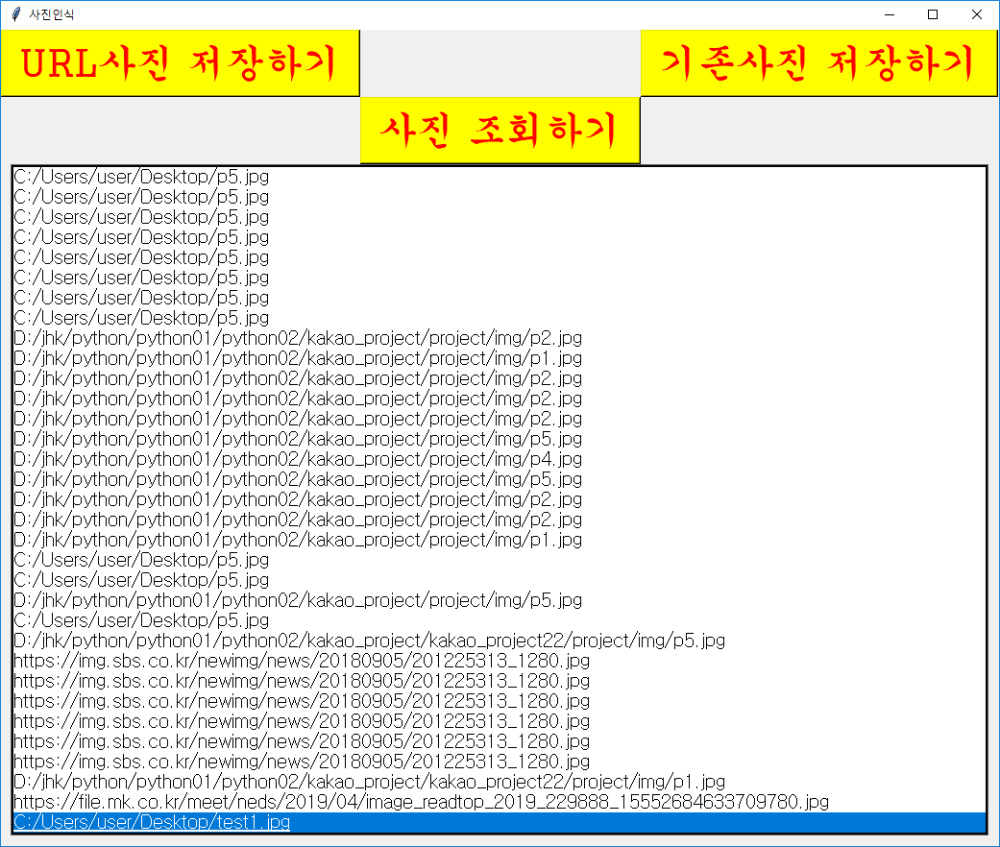 사진인식
URL사진 저장하기
기존사진 저장하기
사진 조회하기
C:/Users/user/Desktop/p5.jpg
C:/Users/user/Desktop/p5.jpg
C:/Users/user/Desktop/p5.jpg
C:/Users/user/Desktop/p5.jpg
C:/Users/user/Desktop/p5.jpg
C:/Users/user/Desktop/p5.jpg
C:/Users/user/Desktop/p5.jpg
C:/Users/user/Desktop/p5.jpg
D:/jhk/python/python01/python02/kakao_project/project/img/p2.jpg
D:/jhk/python/python01/python02/kakao_project/project/img/p1.jpg
D:/jhk/python/python01/python02/kakao_project/project/img/p2.jpg
D:/jhk/python/python01/python02/kakao_project/project/img/p2.jpg
D:/jhk/python/python01/python02/kakao_project/project/img/p2.jpg
D:/jhk/python/python01/python02/kakao_project/project/img/p5.jpg
D:/jhk/python/python01/python02/kakao_project/project/img/p4.jpg
D:/jhk/python/python01/python02/kakao_project/project/img/p5.jpg
D:/jhk/python/python01/python02/kakao_project/project/img/p2.jpg
D:/jhk/python/python01/python02/kakao_project/project/img/p2.jpg
D:/jhk/python/python01/python02/kakao_project/project/img/p1.jpg
C:/Users/user/Desktop/p5.jpg
C:/Users/user/Desktop/p5.jpg
D:/jhk/python/python01/python02/kakao_project/project/img/p5.jpg
C:/Users/user/Desktop/p5.jpg
D:/jhk/python/python01/python02/kakao_project/kakao_project22/project/img/p5.jpg
https://img.sbs.co.kr/newimg/news/20180905/201225313_1280.jpg
https://img.sbs.co.kr/newimg/news/20180905/201225313_1280.jpg
https://img.sbs.co.kr/newimg/news/20180905/201225313_1280.jpg
https://img.sbs.co.kr/newimg/news/20180905/201225313_1280.jpg
https://img.sbs.co.kr/newimg/news/20180905/201225313_1280.jpg
https://img.sbs.co.kr/newimg/news/20180905/201225313_1280.jpg
D:/jhk/python/python01/python02/kakao_project/kakao_project22/project/img/p1.jpg
https://file.mk.co.kr/meet/neds/2019/04/image_readtop_2019_229888_15552684633709780.jpg
C:/Users/user/Desktop/test1.jpg